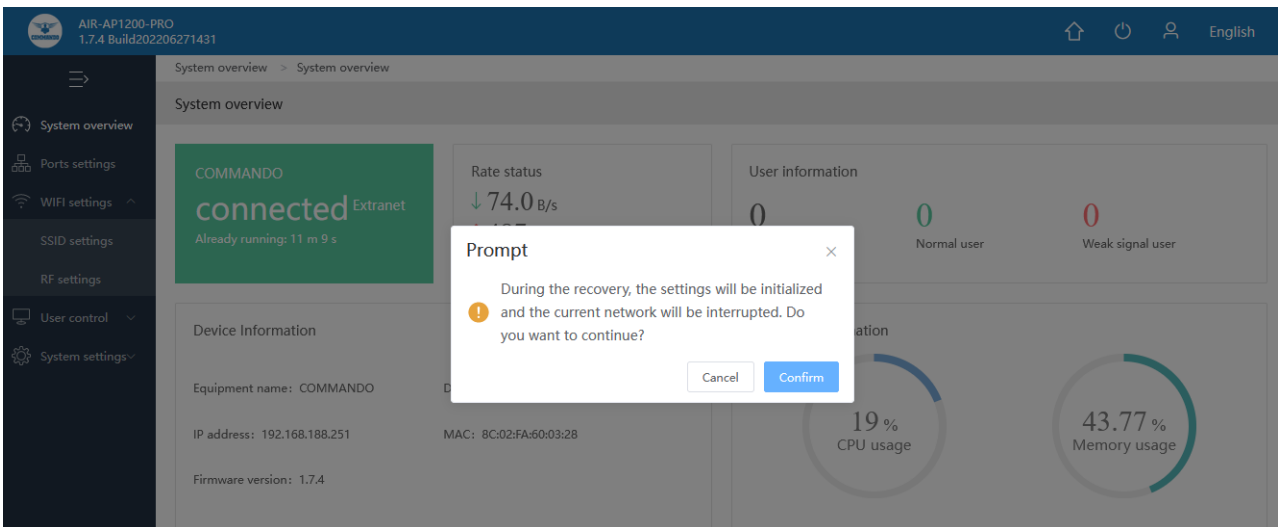 AIR-AP1200-PRO
1.7.4 Build202206271431
English
System overview > System overview
System overview
System overview
Ports settings
WIFI settings
SSID settings
RF settings
User control
System settings
COMMANDO
connected Extranet
Already running: 11 m 9 s
Rate status
↓ 74.0 B/s
User information
0
0
Normal user
0
Weak signal user
Prompt
During the recovery, the settings will be initialized
and the current network will be interrupted. Do
you want to continue?
Cancel
Confirm
Device Information
Equipment name: COMMANDO
IP address: 192.168.188.251
MAC: 8C:02:FA:60:03:28
Firmware version: 1.7.4
19 %
CPU usage
43.77 %
Memory usage